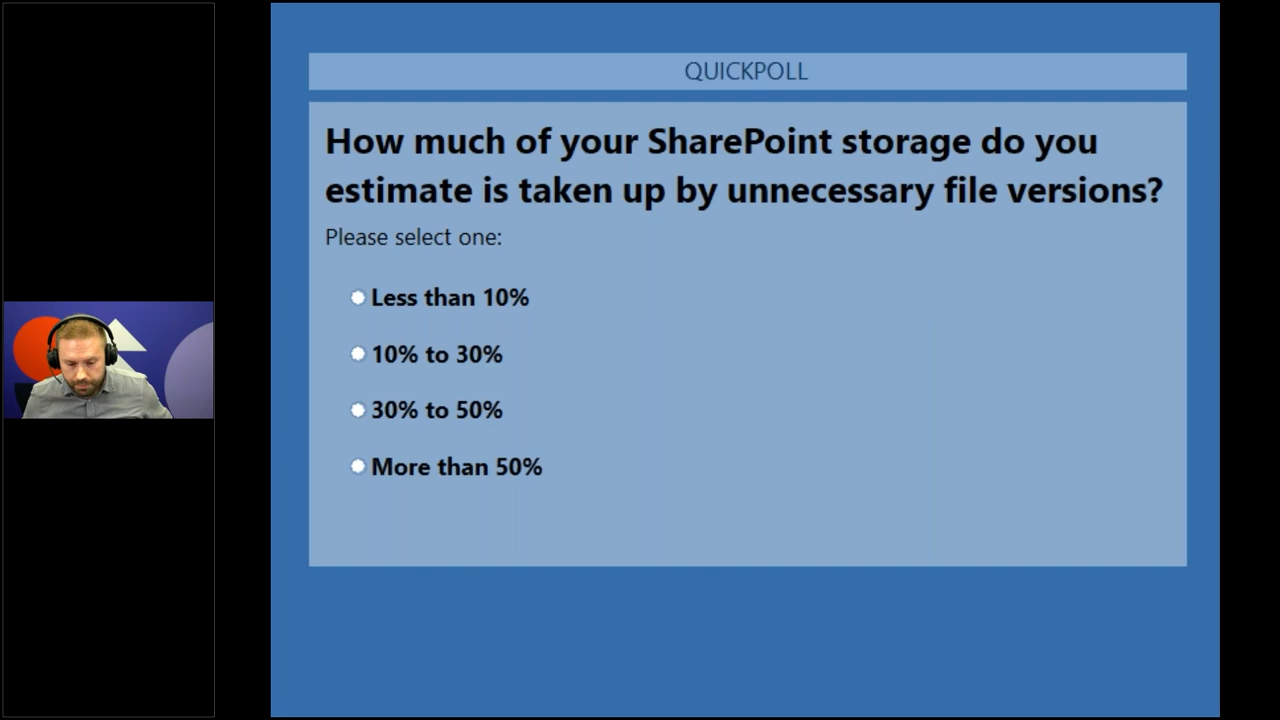 QUICKPOLL
How much of your SharePoint storage do you
estimate is taken up by unnecessary file versions?
Please select one:
Less than 10%
10% to 30%
30% to 50%
More than 50%